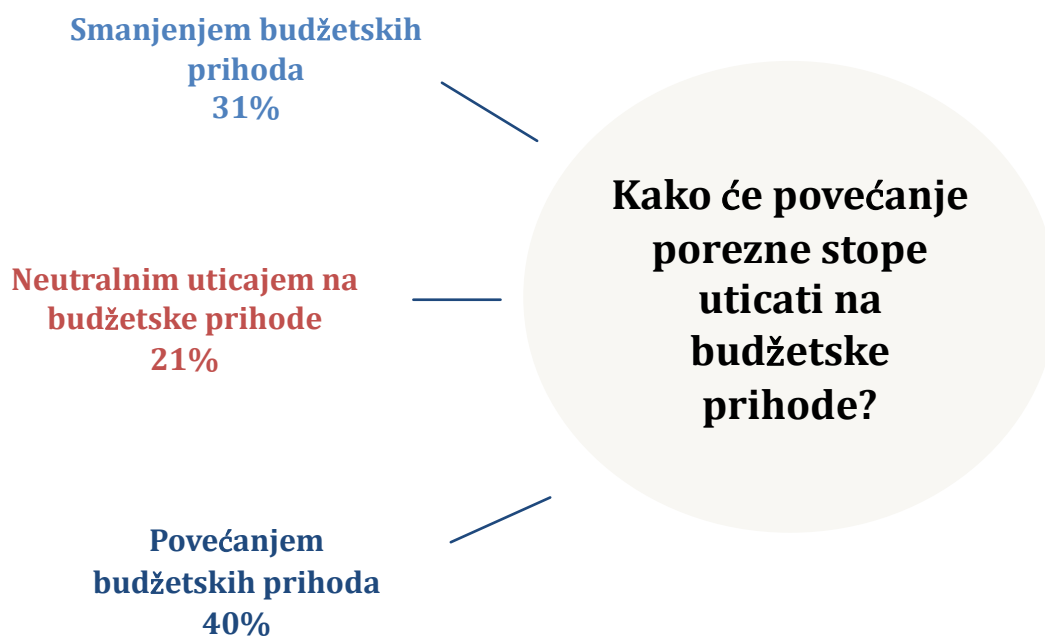 Smanjenjem budžetskih
prihoda
31%
Neutralnim uticajem na
budžetske prihode
21%
Povećanjem
budžetskih prihoda
40%
Kako će povećanje
porezne stope
uticati na
budžetske
prihode?